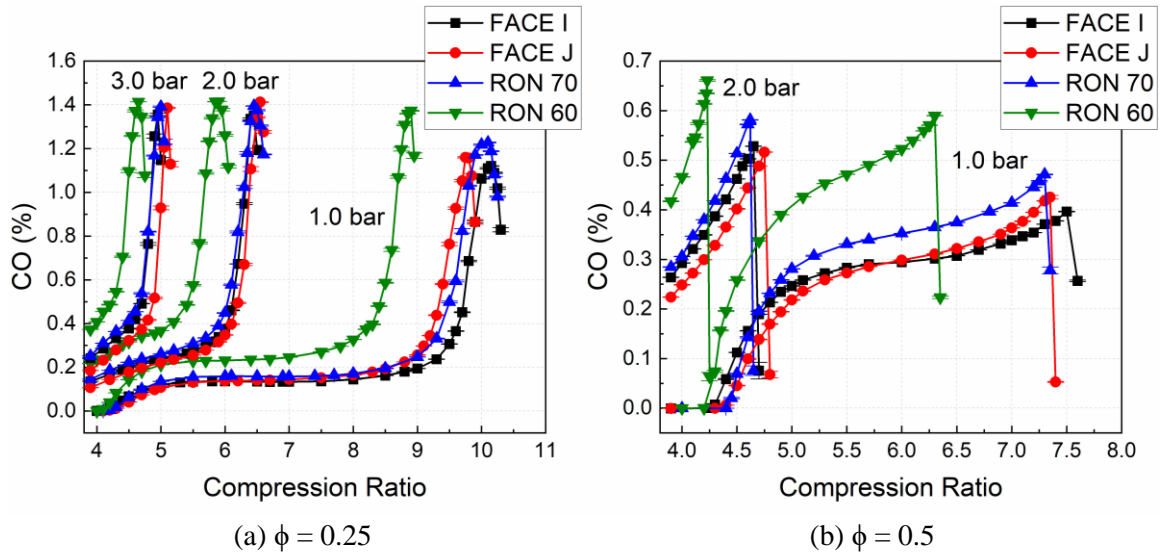 FACE I
FACE J
RON 70
RON 60
3.0 bar
2.0 bar
1.0 bar
CO (%)
1.6
1.4
1.2
1.0
0.8
0.6
0.4
0.2
0.0
4 5 6 7 8 9 10 11
Compression Ratio
(a) ϕ = 0.25
FACE I
FACE J
RON 70
RON 60
2.0 bar
1.0 bar
CO (%)
0.7
0.6
0.5
0.4
0.3
0.2
0.1
0.0
4.0 4.5 5.0 5.5 6.0 6.5 7.0 7.5 8.0
Compression Ratio
(b) ϕ = 0.5